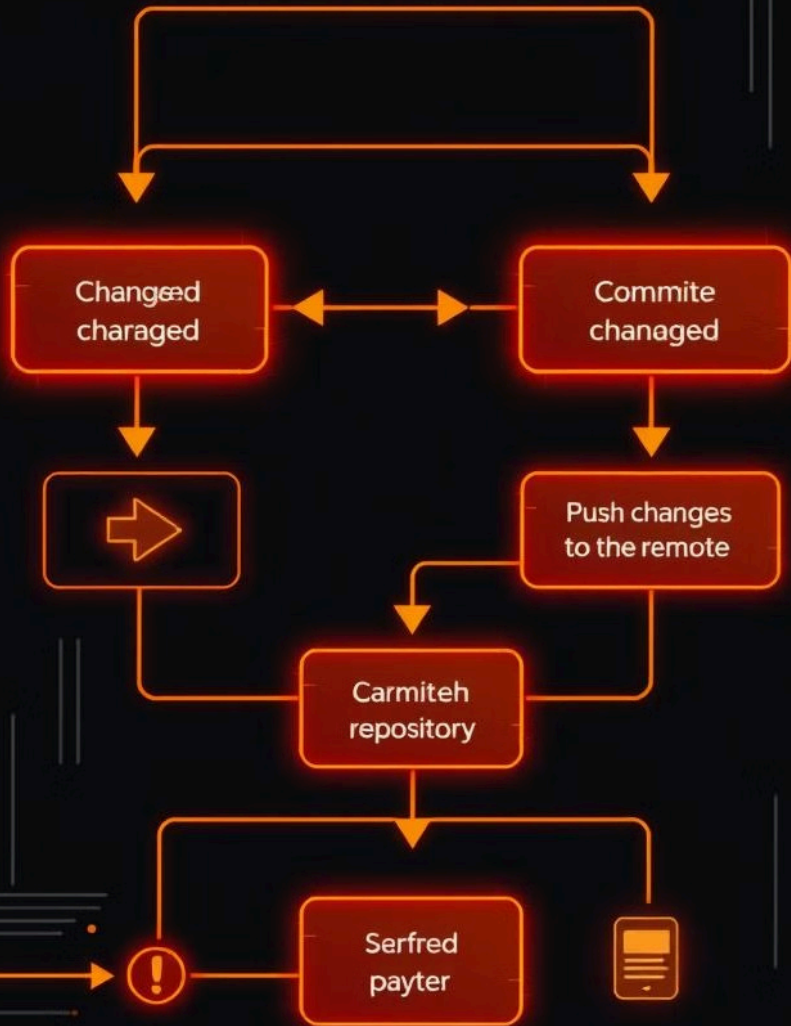 Changed
charaged
Commite
chanaged
Push changes
to the remote
Carmiteh
repository
Serfred
payter